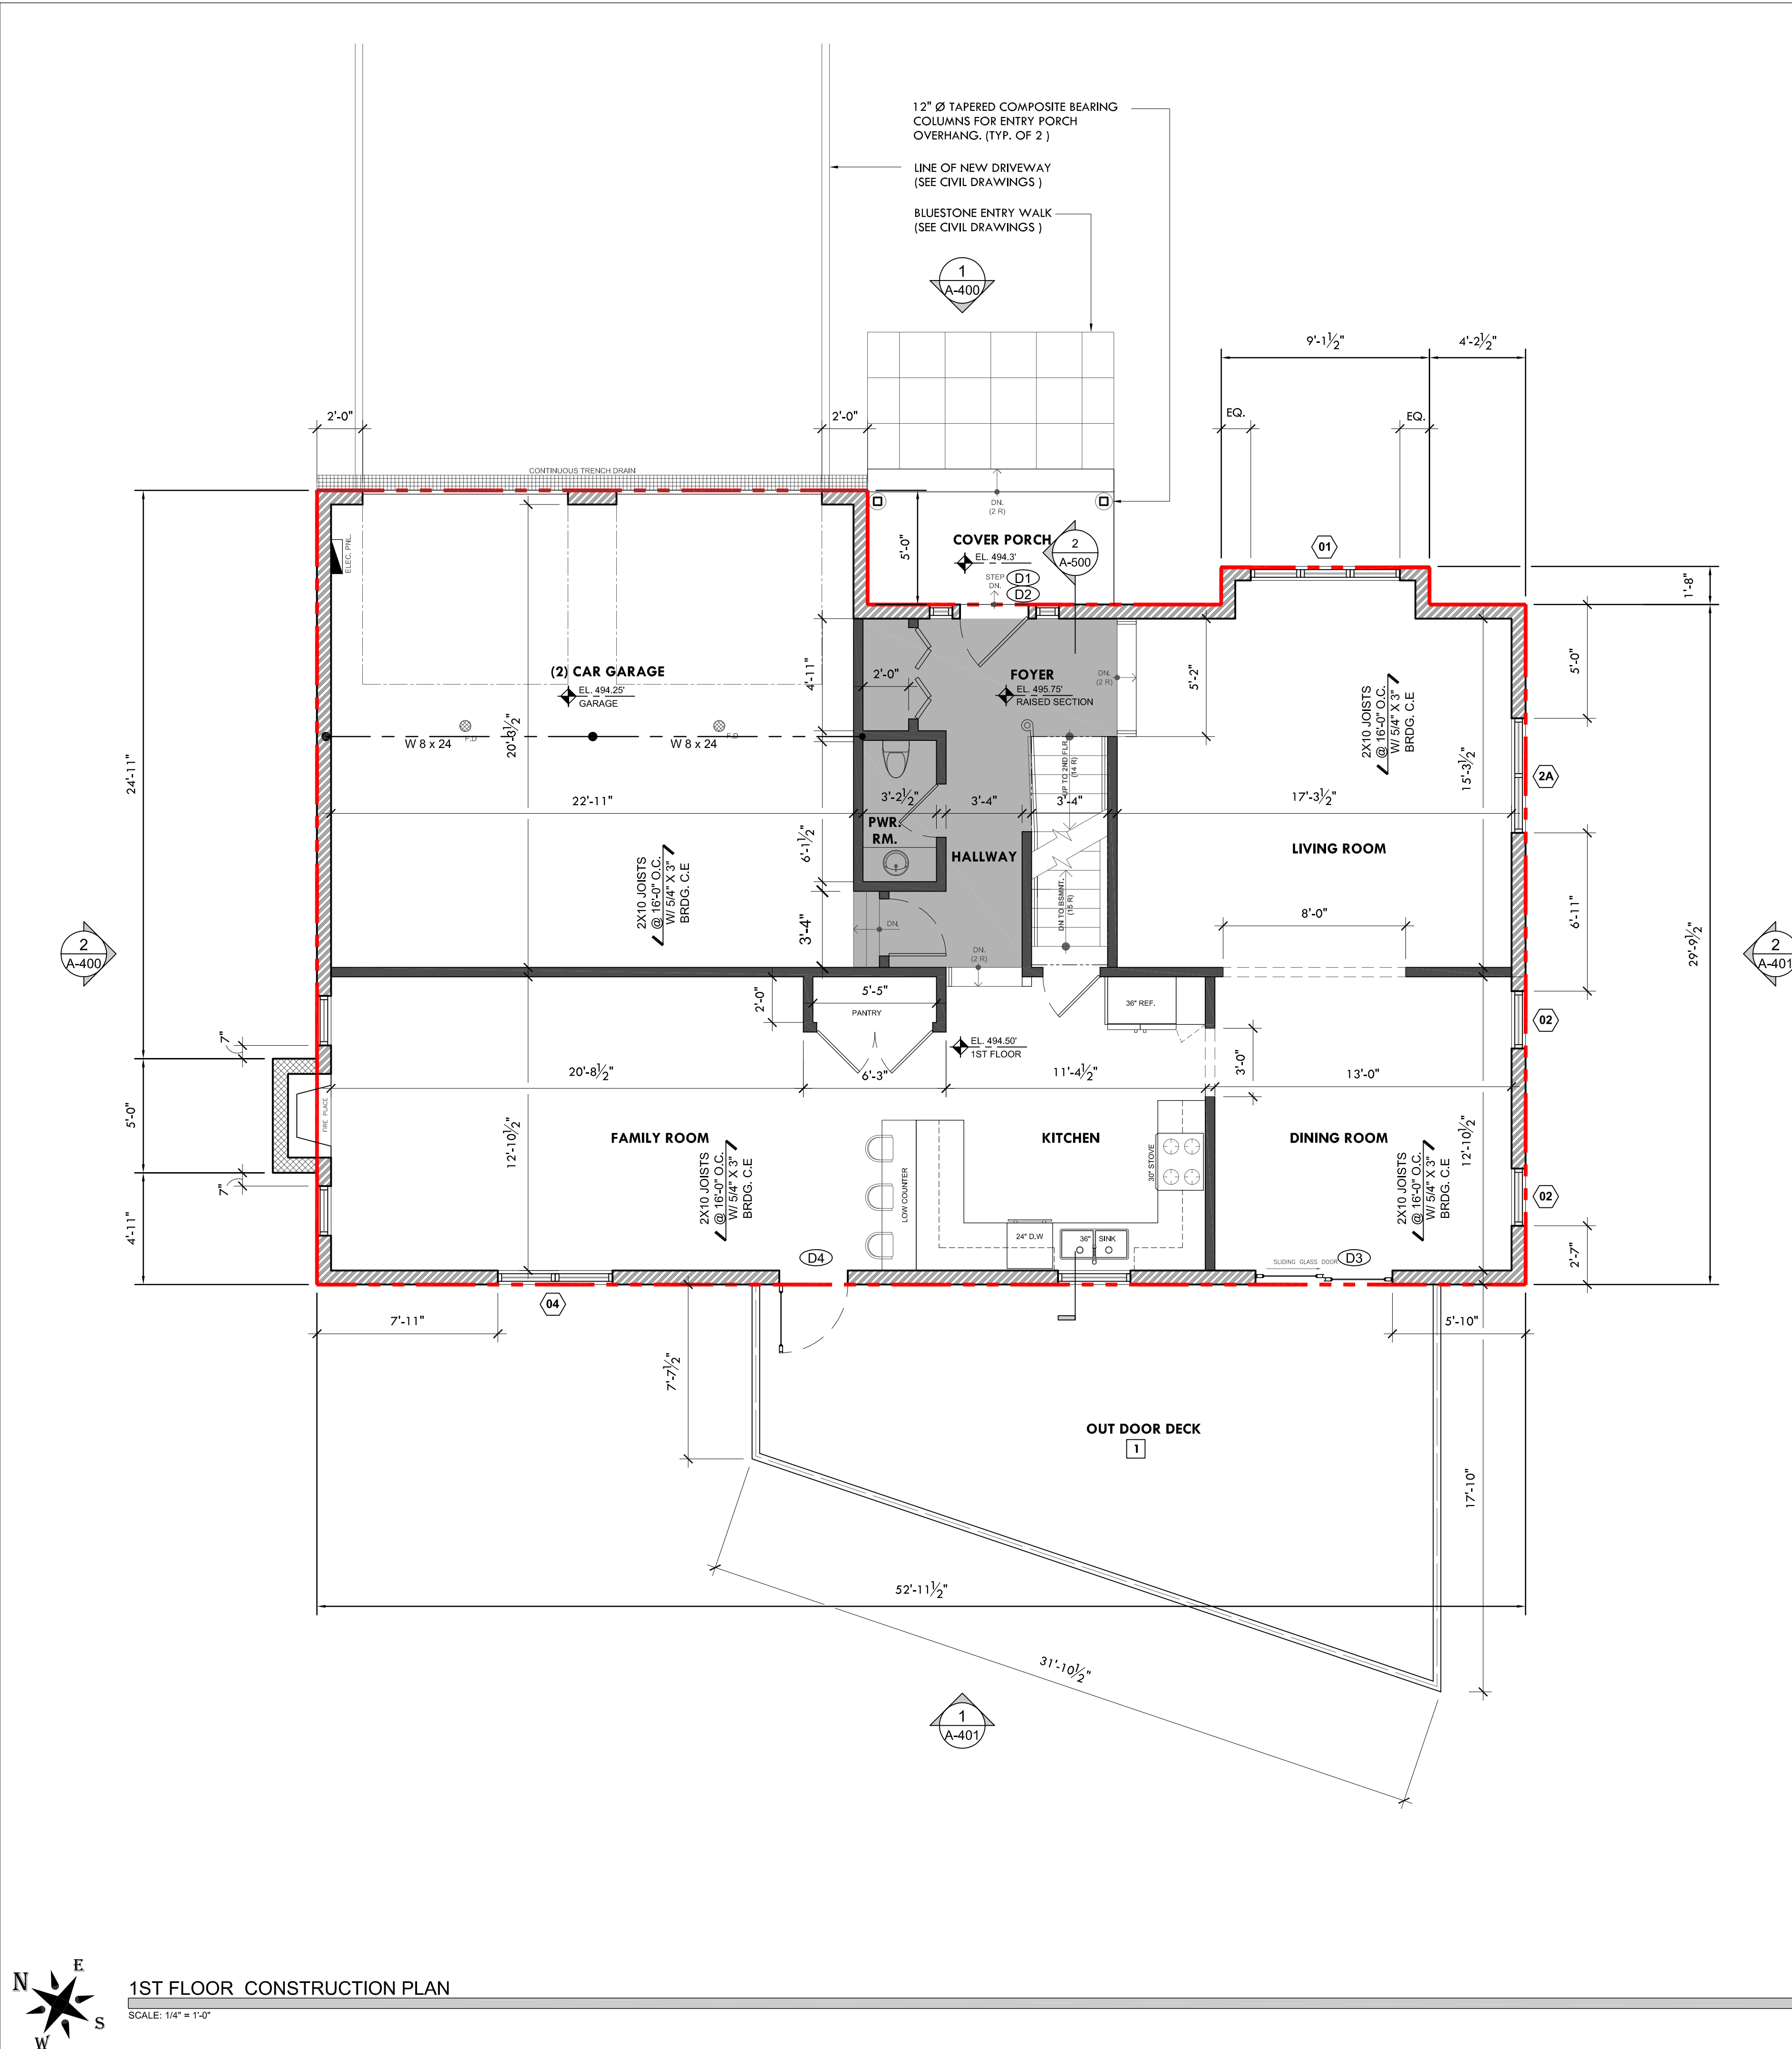 12" Ø TAPERED COMPOSITE BEARING
COLUMNS FOR ENTRY PORCH
OVERHANG. (TYP. OF 2 )
LINE OF NEW DRIVEWAY
(SEE CIVIL DRAWINGS )
BLUESTONE ENTRY WALK
(SEE CIVIL DRAWINGS )
1
A-400
9'-1½"
4'-2½"
EQ.
EQ.
2'-0"
2'-0"
CONTINUOUS TRENCH DRAIN
DN.
(2 R)
ELEC. PNL.
5'-0"
COVER PORCH
EL. 494.3'
STEP
DN.
D1
D2
2
A-500
01
1'-8"
(2) CAR GARAGE
EL. 494.25'
GARAGE
F.D
F.D
W 8 x 24
W 8 x 24
20'-3½"
24'-11"
4'-11"
2'-0"
FOYER
EL. 495.75'
RAISED SECTION
DN.
(2 R)
5'-2"
2X10 JOISTS
@ 16'-0" O.C.
W/ 5/4" X 3"
BRDG. C.E
15'-3½"
5'-0"
2A
UP TO 2ND FLR.
(14 R)
22'-11"
3'-2½"
3'-4"
3'-4"
17'-3½"
PWR.
RM.
6'-1½"
HALLWAY
LIVING ROOM
2X10 JOISTS
@ 16'-0" O.C.
W/ 5/4" X 3"
BRDG. C.E
DN TO BSMNT.
(15 R)
8'-0"
6'-11"
3'-4"
DN.
DN.
(2 R)
2
A-400
2
A-401
29'-9½"
2'-0"
5'-5"
PANTRY
36" REF.
02
EL. 494.50'
1ST FLOOR
7"
20'-8½"
6'-3"
11'-4½"
3'-0"
13'-0"
5'-0"
FIRE PLACE
12'-10½"
FAMILY ROOM
KITCHEN
DINING ROOM
12'-10½"
2X10 JOISTS
@ 16'-0" O.C.
W/ 5/4" X 3"
BRDG. C.E
LOW COUNTER
30" STOVE
2X10 JOISTS
@ 16'-0" O.C.
W/ 5/4" X 3"
BRDG. C.E
7"
02
4'-11"
24" D.W
36" SINK
D4
SLIDING GLASS DOOR
D3
2'-7"
04
7'-11"
5'-10"
7'-7½"
OUT DOOR DECK
1
17'-10"
52'-11½"
31'-10½"
1
A-401
N
E
S
W
1ST FLOOR CONSTRUCTION PLAN
SCALE: 1/4" = 1'-0"